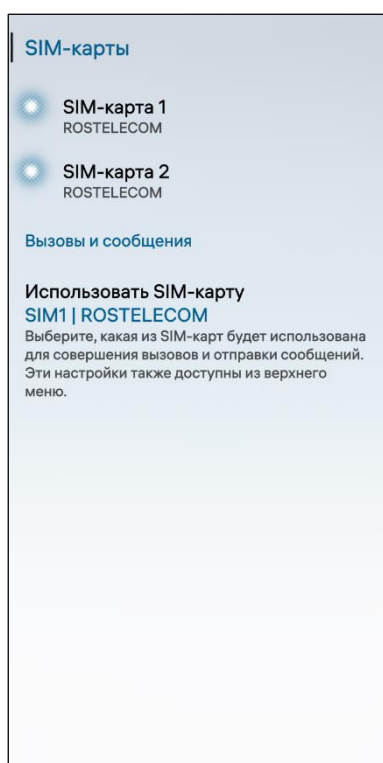 SIM-карты
SIM-карта 1
ROSTELECOM
SIM-карта 2
ROSTELECOM
Вызовы и сообщения
Использовать SIM-карту
SIM1 | ROSTELECOM
Выберите, какая из SIM-карт будет использована
для совершения вызовов и отправки сообщений.
Эти настройки также доступны из верхнего
меню.